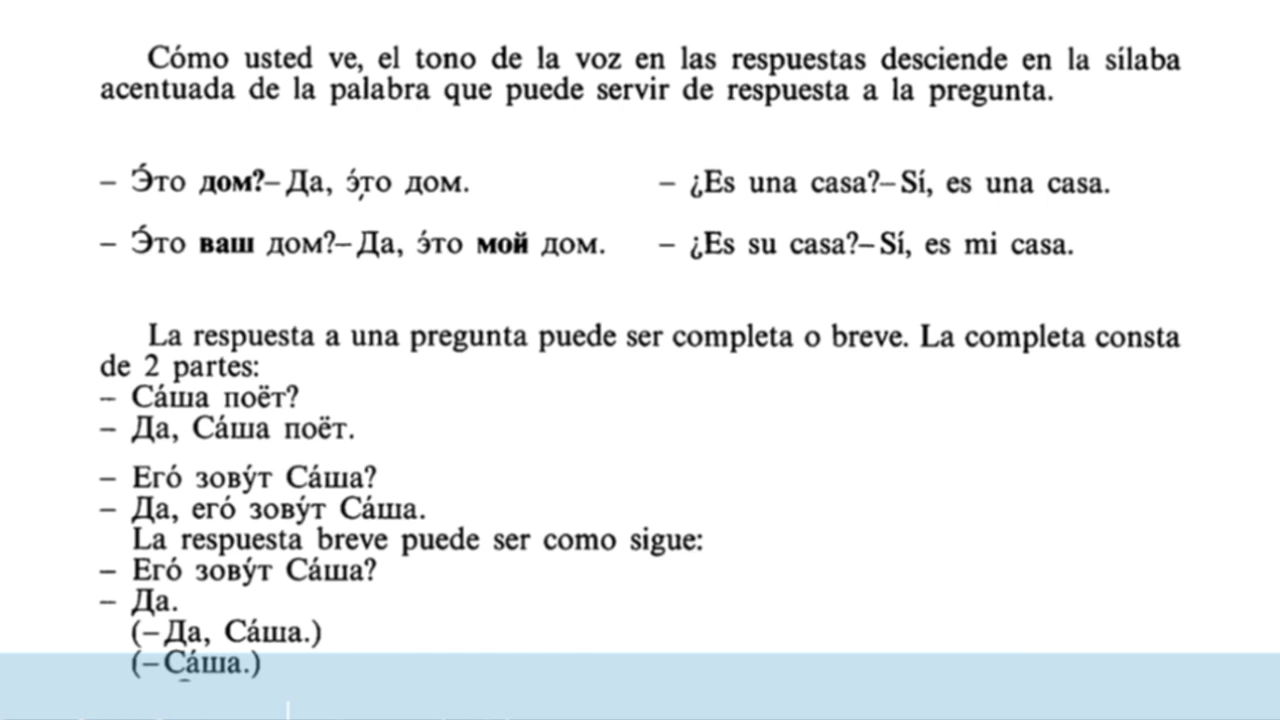 Cómo usted ve, el tono de la voz en las respuestas desciende en la sílaba
acentuada de la palabra que puede servir de respuesta a la pregunta.
– Э́то дом?– Да, э́то дом. – ¿Es una casa?– Sí, es una casa.
– Э́то ваш дом?– Да, э́то мой дом. – ¿Es su casa?– Sí, es mi casa.
La respuesta a una pregunta puede ser completa o breve. La completa consta
de 2 partes:
– Са́ша поёт?
– Да, Са́ша поёт.
– Его́ зову́т Са́ша?
– Да, его́ зову́т Са́ша.
La respuesta breve puede ser como sigue:
– Его́ зову́т Са́ша?
– Да.
(– Да, Са́ша.)
(– Са́ша.)